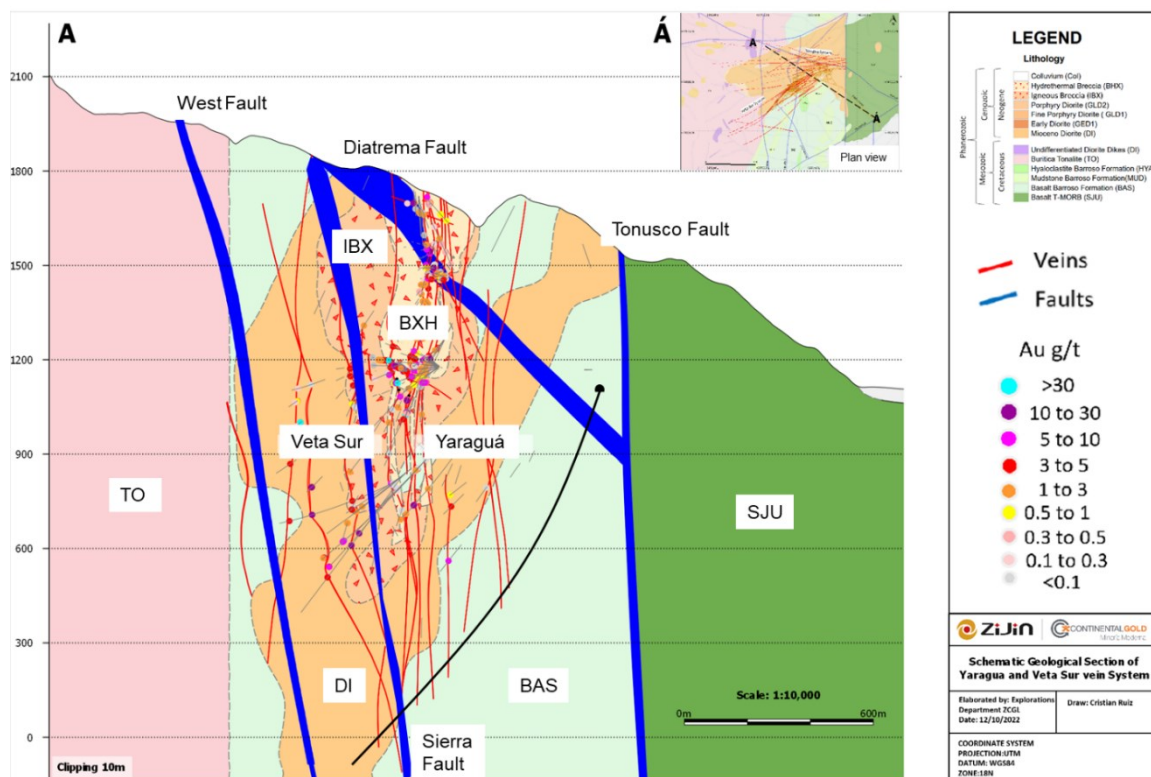 A
Á
2100
1800
1500
1200
900
600
300
0
West Fault
Diatrema Fault
Tonusco Fault
IBX
BXH
Veta Sur
Yaraguá
TO
SJU
DI
BAS
Sierra
Fault
Scale: 1:10,000
0m
600m
Clipping 10m
A
Á
Plan view
LEGEND
Lithology
Phanerozoic
Cenozoic
Neogene
Mesozoic
Cretaceous
Colluvium (Col)
Hydrothermal Breccia (BHX)
Igneous Breccia (IBX)
Porphyry Diorite (GLD2)
Fine Porphyry Diorite ( GLD1)
Early Diorite (GED1)
Mioceno Diorite (DI)
Undifferentiated Diorite Dikes (DI)
Buritica Tonalite (TO)
Hyaloclastite Barroso Formation (HYA
Mudstone Barroso Formation(MUD)
Basalt Barroso Formation (BAS)
Basalt T-MORB (SJU)
Veins
Faults
Au g/t
>30
10 to 30
5 to 10
3 to 5
1 to 3
0.5 to 1
0.3 to 0.5
0.1 to 0.3
<0.1
ZiJin
CONTINENTALGOLD
Schematic Geological Section of
Yaragua and Veta Sur vein System
Elaborated by: Explorations
Department ZCGL
Date: 12/10/2022
Draw: Cristian Ruiz
COORDINATE SYSTEM
PROJECTION:UTM
DATUM: WGS84
ZONE:18N